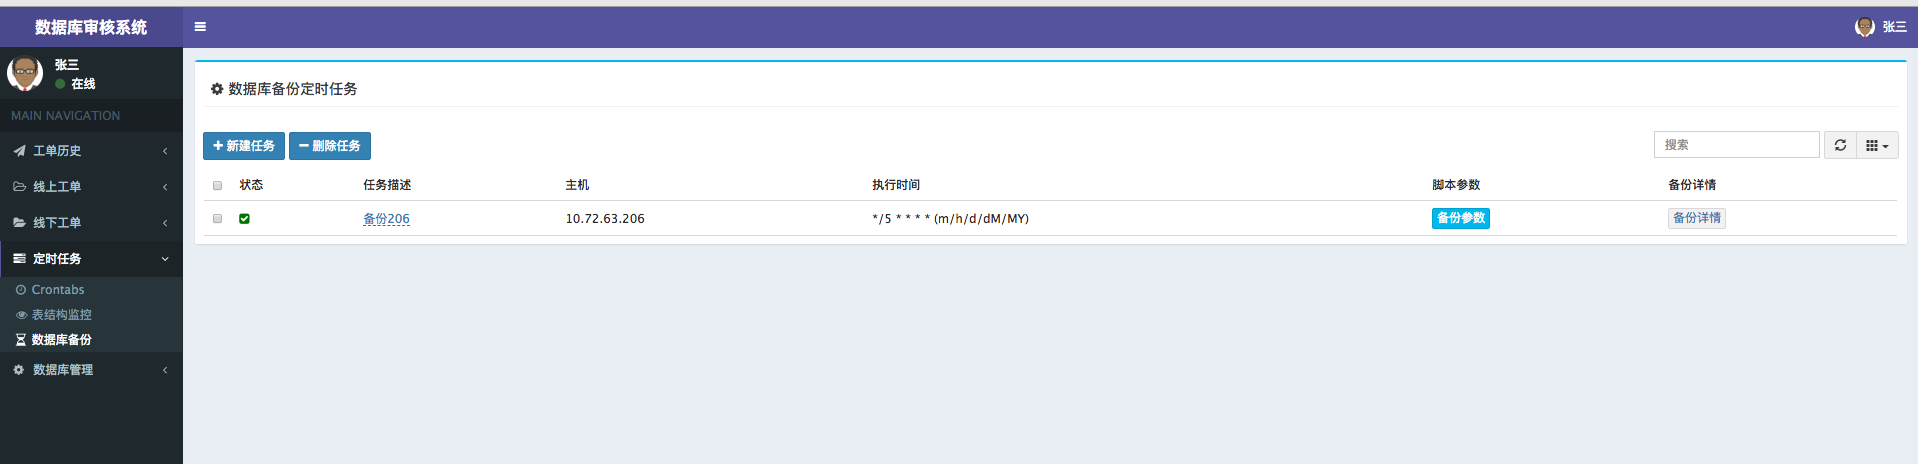 数据库审核系统
张三
张三
在线
MAIN NAVIGATION
工单历史
线上工单
线下工单
定时任务
Crontabs
表结构监控
数据库备份
数据库管理
数据库备份定时任务
新建任务 删除任务 搜索
状态 任务描述 主机 执行时间 脚本参数 备份详情
备份206 10.72.63.206 */5 * * * * (m/h/d/dM/MY) 备份参数 备份详情